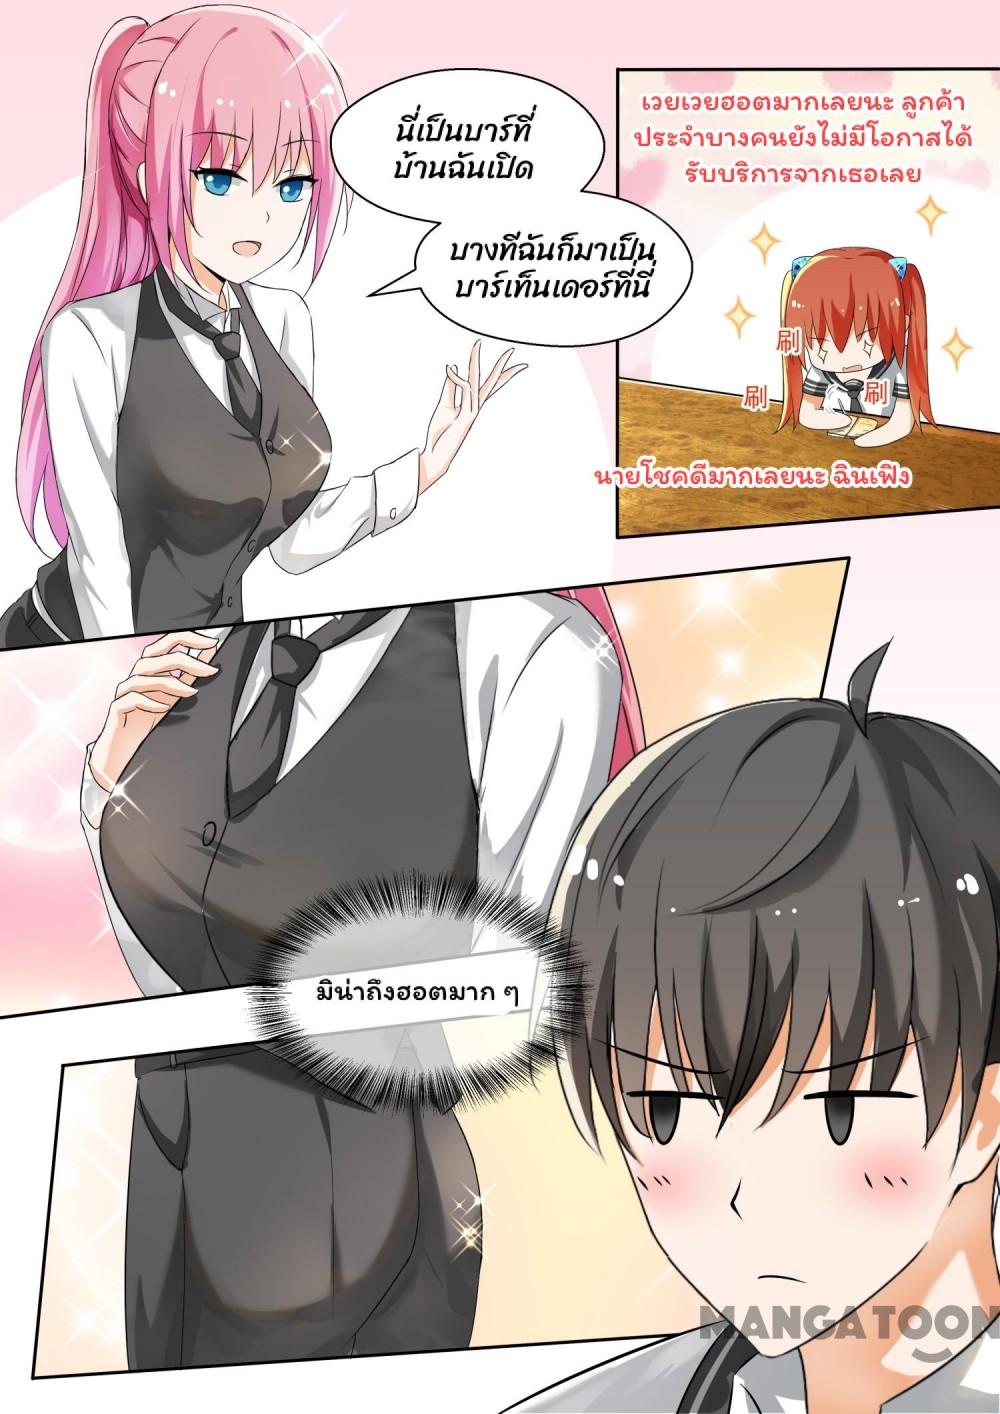 นี่เป็นบาร์ที่
บ้านฉันเปิด
บางทีฉันก็มาเป็น
บาร์เท็นเดอร์ที่นี่
เวยเวยฮอตมากเลยนะ ลูกค้า
ประจำบางคนยังไม่มีโอกาสได้
รับบริการจากเธอเลย
刷
刷
刷
นายโชคดีมากเลยนะ ฉินเฟิง
มิน่าถึงฮอตมาก ๆ
MANGATOON